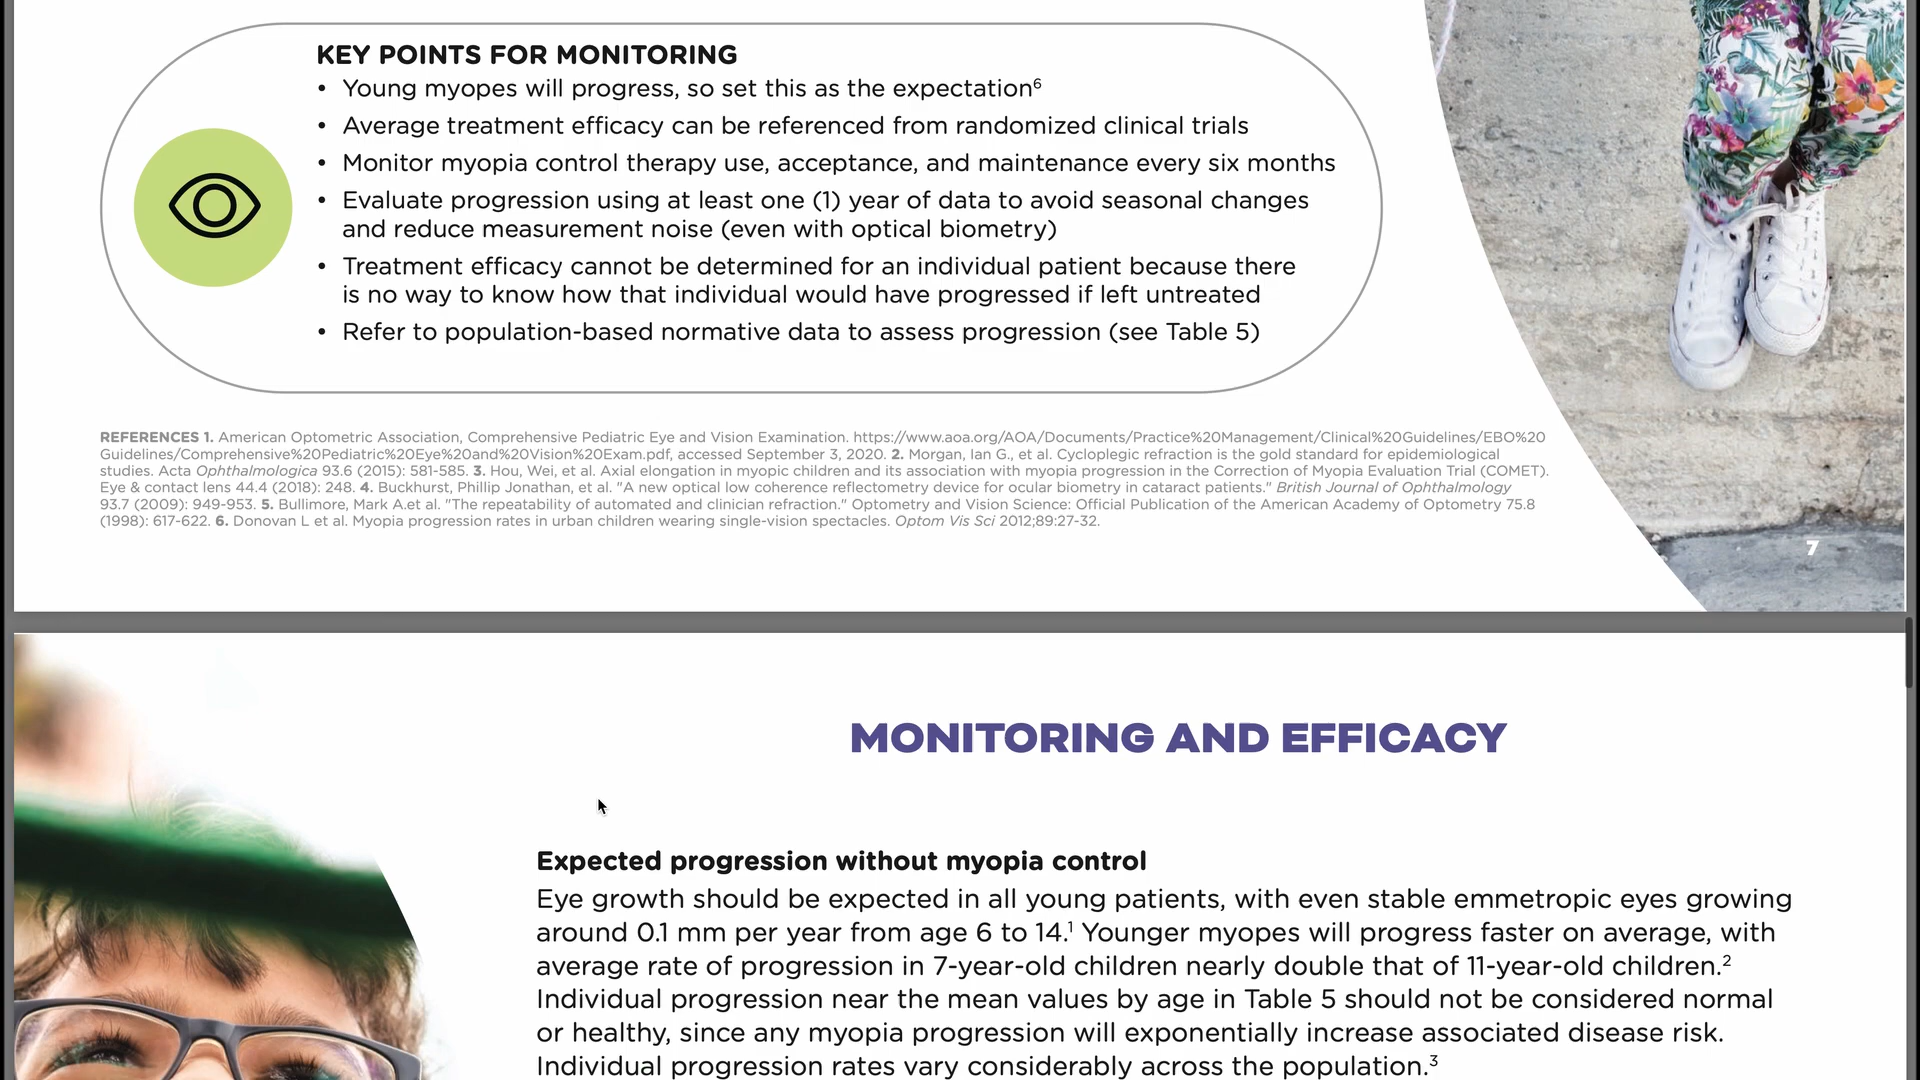 KEY POINTS FOR MONITORING
• Young myopes will progress, so set this as the expectation⁶
• Average treatment efficacy can be referenced from randomized clinical trials
• Monitor myopia control therapy use, acceptance, and maintenance every six months
• Evaluate progression using at least one (1) year of data to avoid seasonal changes
and reduce measurement noise (even with optical biometry)
• Treatment efficacy cannot be determined for an individual patient because there
is no way to know how that individual would have progressed if left untreated
• Refer to population-based normative data to assess progression (see Table 5)
REFERENCES 1. American Optometric Association, Comprehensive Pediatric Eye and Vision Examination. https://www.aoa.org/AOA/Documents/Practice%20Management/Clinical%20Guidelines/EBO%20
Guidelines/Comprehensive%20Pediatric%20Eye%20and%20Vision%20Exam.pdf, accessed September 3, 2020. 2. Morgan, Ian G., et al. Cycloplegic refraction is the gold standard for epidemiological
studies. Acta Ophthalmologica 93.6 (2015): 581-585. 3. Hou, Wei, et al. Axial elongation in myopic children and its association with myopia progression in the Correction of Myopia Evaluation Trial (COMET).
Eye & contact lens 44.4 (2018): 248. 4. Buckhurst, Phillip Jonathan, et al. "A new optical low coherence reflectometry device for ocular biometry in cataract patients." British Journal of Ophthalmology
93.7 (2009): 949-953. 5. Bullimore, Mark A.et al. "The repeatability of automated and clinician refraction." Optometry and Vision Science: Official Publication of the American Academy of Optometry 75.8
(1998): 617-622. 6. Donovan L et al. Myopia progression rates in urban children wearing single-vision spectacles. Optom Vis Sci 2012;89:27-32.
7
MONITORING AND EFFICACY
Expected progression without myopia control
Eye growth should be expected in all young patients, with even stable emmetropic eyes growing
around 0.1 mm per year from age 6 to 14.¹ Younger myopes will progress faster on average, with
average rate of progression in 7-year-old children nearly double that of 11-year-old children.²
Individual progression near the mean values by age in Table 5 should not be considered normal
or healthy, since any myopia progression will exponentially increase associated disease risk.
Individual progression rates vary considerably across the population.³